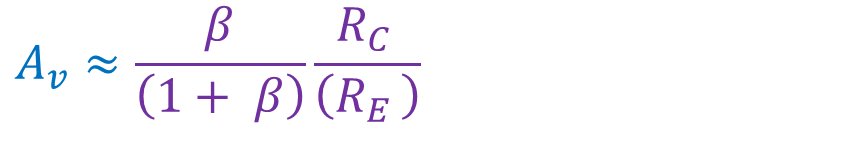 A_v ≈ β/(1 + β) R_C/(R_E)